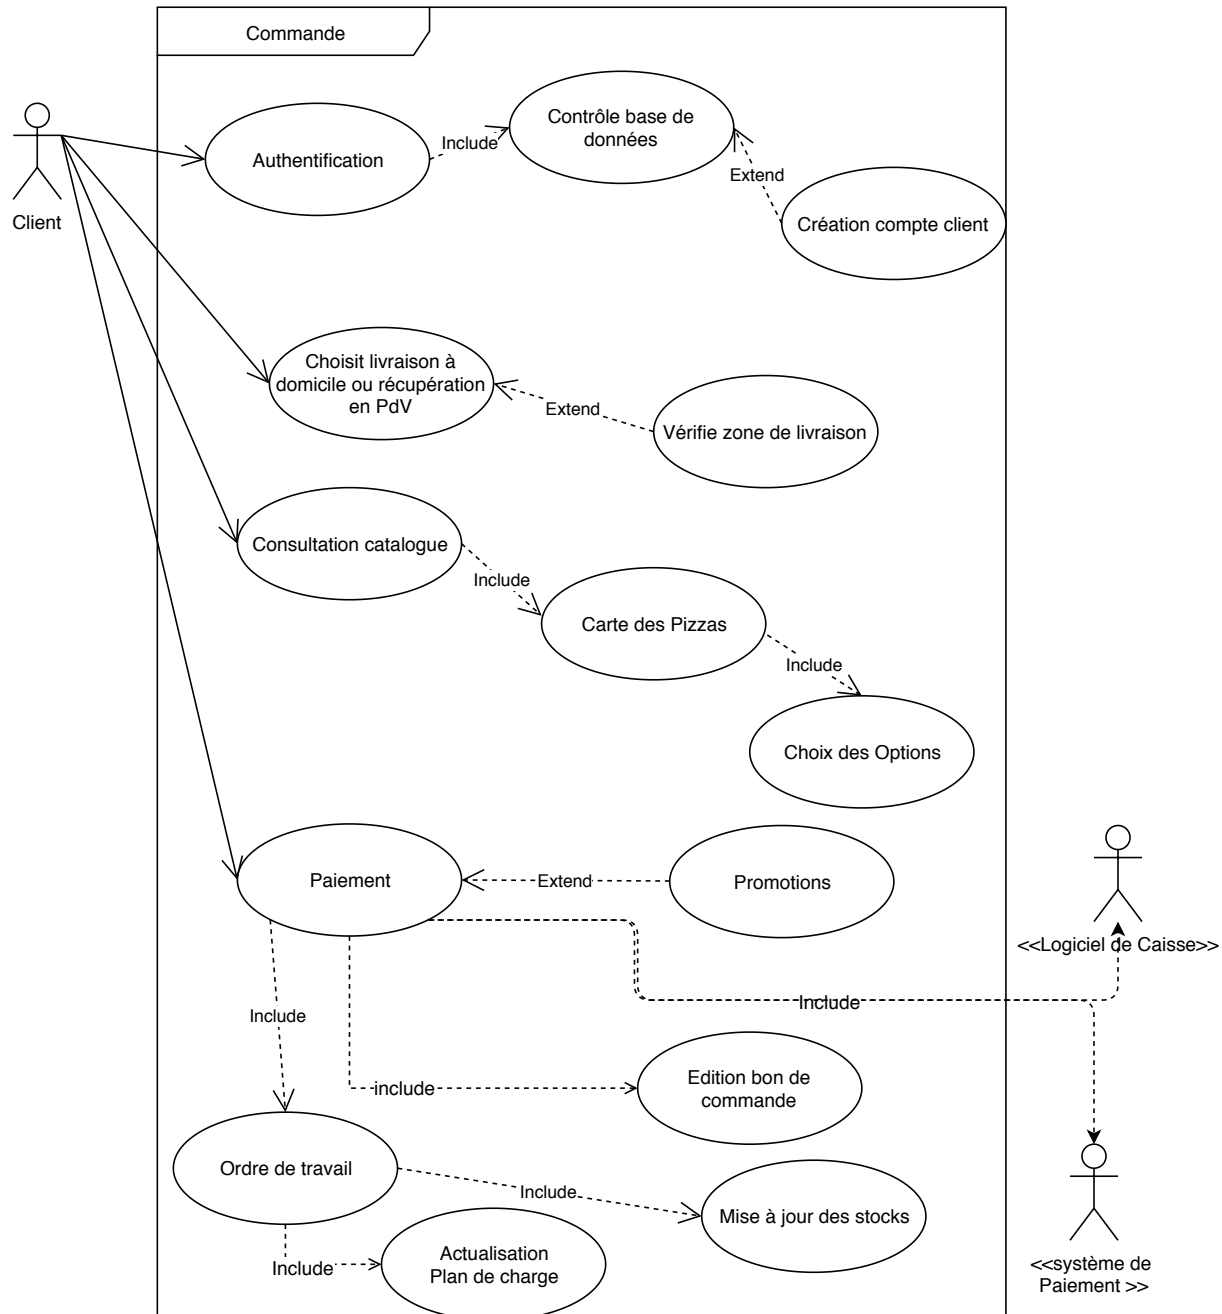 Commande
Contrôle base de
données
Include
Authentification
Extend
Création compte client
Client
Choisit livraison à
domicile ou récupération
en PdV
Extend
Vérifie zone de livraison
Consultation catalogue
Include
Carte des Pizzas
Include
Choix des Options
Paiement
Extend
Promotions
<<Logiciel de Caisse>>
Include
Include
include
Edition bon de
commande
Ordre de travail
Include
Mise à jour des stocks
Include
Actualisation
Plan de charge
<<système de
Paiement >>